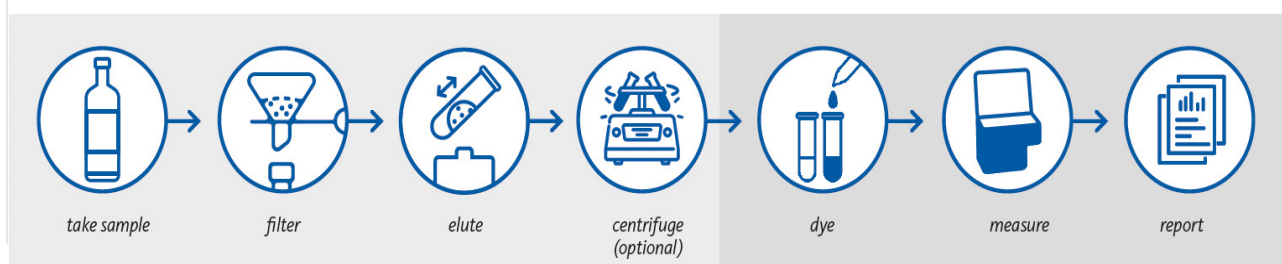 take sample
filter
elute
centrifuge
(optional)
dye
measure
report